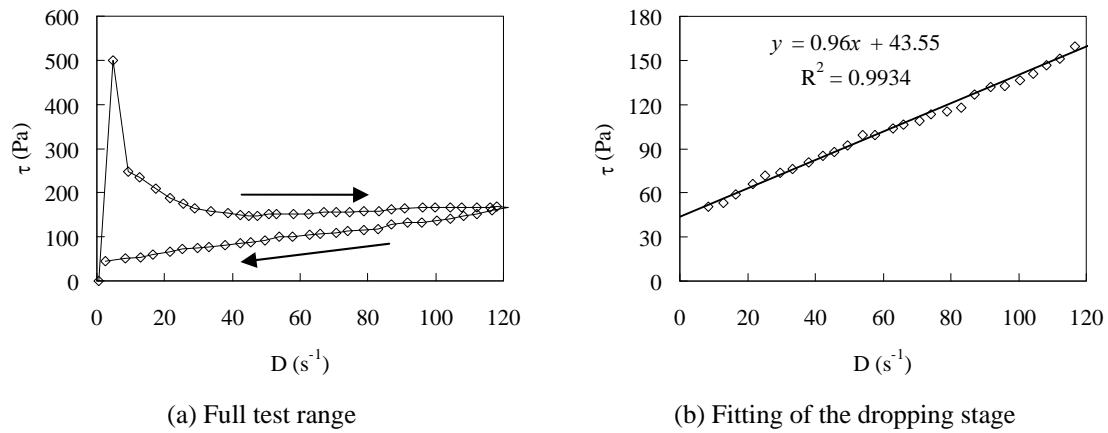 600
500
400
300
200
100
0
τ (Pa)
0 20 40 60 80 100 120
D (s⁻¹)
(a) Full test range
180
150
120
90
60
30
0
τ (Pa)
y = 0.96x + 43.55
R² = 0.9934
0 20 40 60 80 100 120
D (s⁻¹)
(b) Fitting of the dropping stage